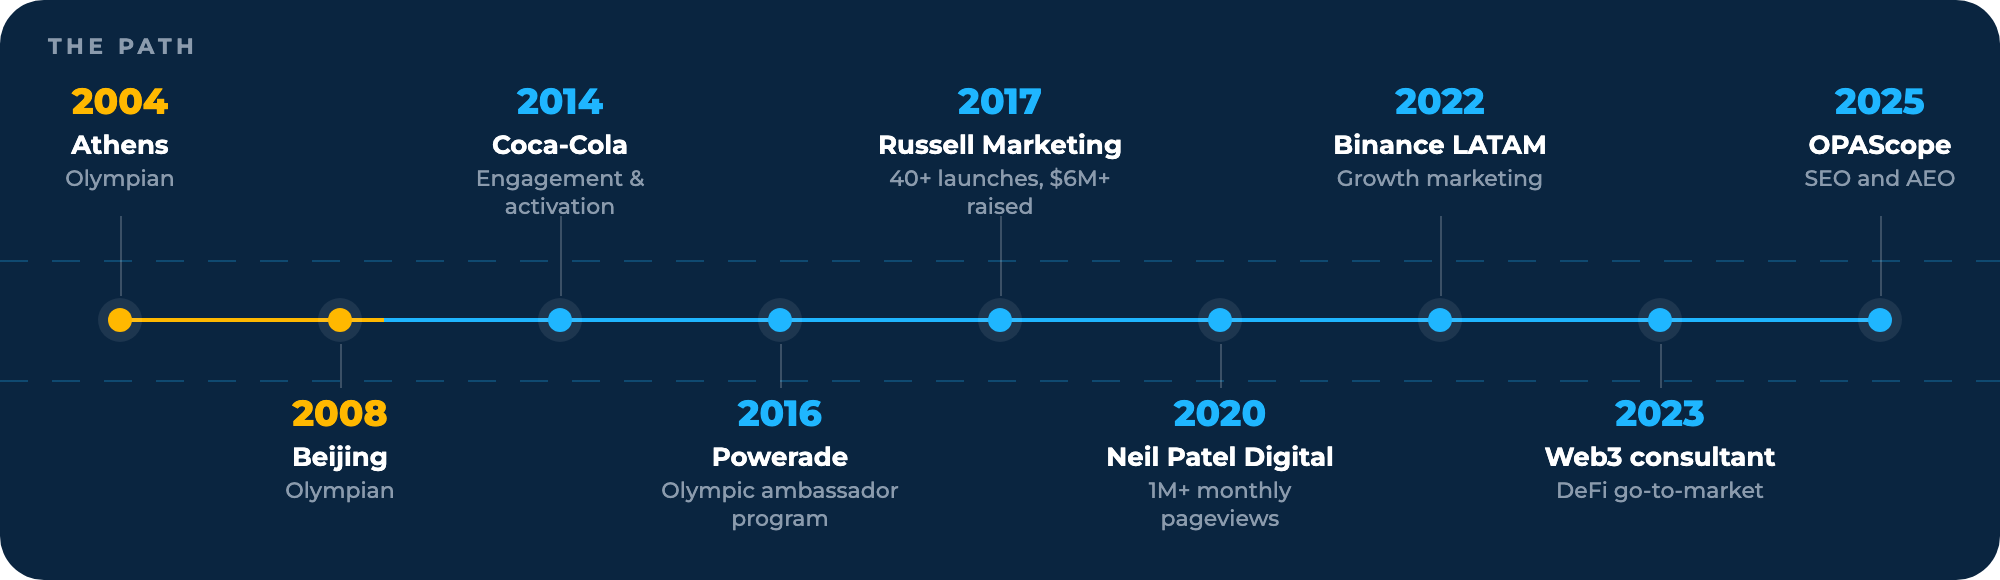 THE PATH
2004
Athens
Olympian
2008
Beijing
Olympian
2014
Coca-Cola
Engagement &
activation
2016
Powerade
Olympic ambassador
program
2017
Russell Marketing
40+ launches, $6M+
raised
2020
Neil Patel Digital
1M+ monthly
pageviews
2022
Binance LATAM
Growth marketing
2023
Web3 consultant
DeFi go-to-market
2025
OPAScope
SEO and AEO